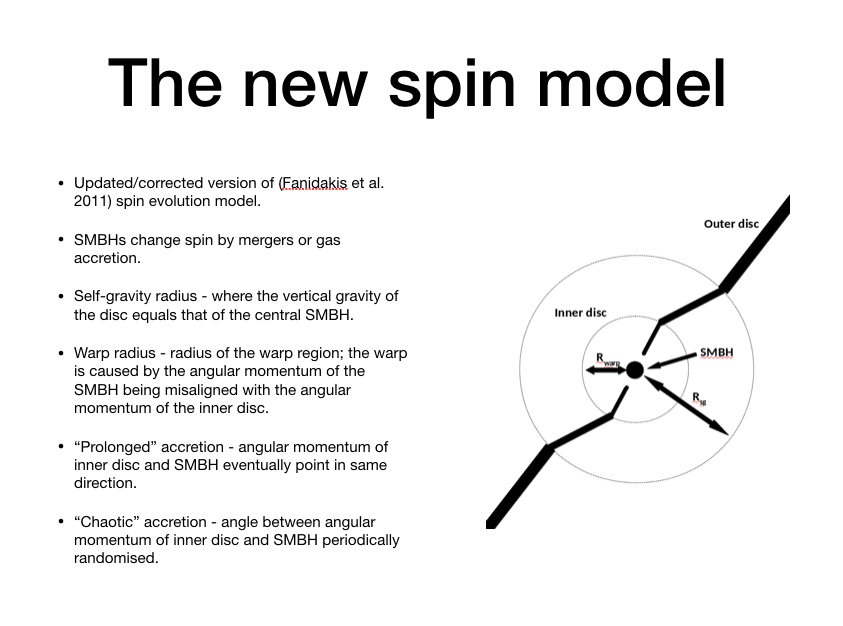 The new spin model
• Updated/corrected version of (Fanidakis et al.
2011) spin evolution model.
• SMBHs change spin by mergers or gas
accretion.
• Self-gravity radius - where the vertical gravity of
the disc equals that of the central SMBH.
• Warp radius - radius of the warp region; the warp
is caused by the angular momentum of the
SMBH being misaligned with the angular
momentum of the inner disc.
• “Prolonged” accretion - angular momentum of
inner disc and SMBH eventually point in same
direction.
• “Chaotic” accretion - angle between angular
momentum of inner disc and SMBH periodically
randomised.
Outer disc
Inner disc
SMBH
Rwarp
Rsg